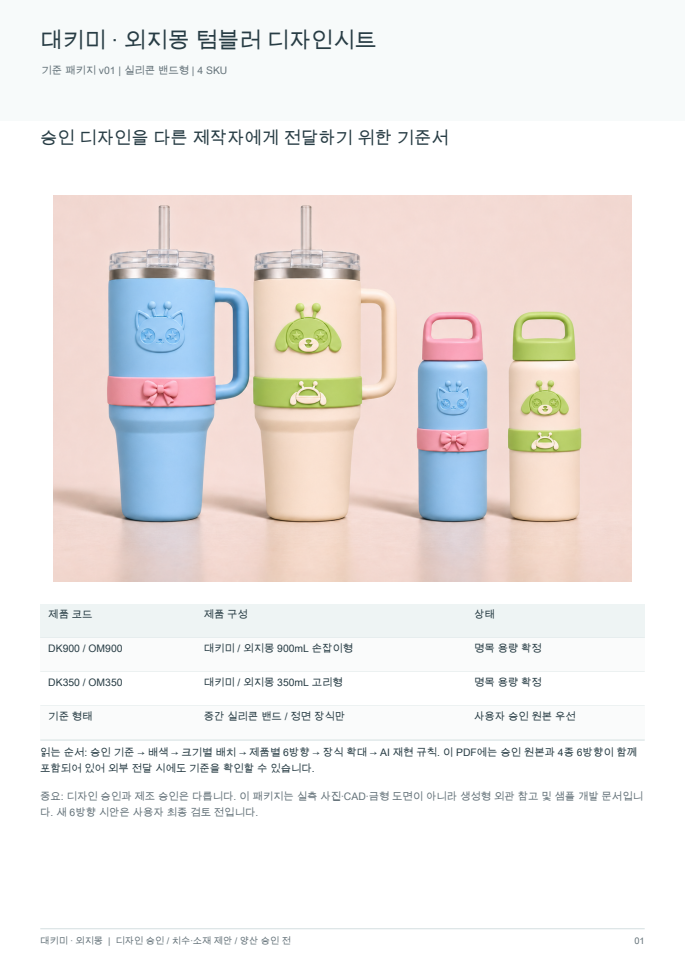 대키미 · 외지몽 텀블러 디자인시트
기준 패키지 v01 | 실리콘 밴드형 | 4 SKU
승인 디자인을 다른 제작자에게 전달하기 위한 기준서
제품 코드 제품 구성 상태
DK900 / OM900 대키미 / 외지몽 900mL 손잡이형 명목 용량 확정
DK350 / OM350 대키미 / 외지몽 350mL 고리형 명목 용량 확정
기준 형태 중간 실리콘 밴드 / 정면 장식만 사용자 승인 원본 우선
읽는 순서: 승인 기준 → 배색 → 크기별 배치 → 제품별 6방향 → 장식 확대 → AI 재현 규칙. 이 PDF에는 승인 원본과 4종 6방향이 함께
포함되어 있어 외부 전달 시에도 기준을 확인할 수 있습니다.
중요: 디자인 승인과 제조 승인은 다릅니다. 이 패키지는 실측 사진·CAD·금형 도면이 아니라 생성형 외관 참고 및 샘플 개발 문서입니
다. 새 6방향 시안은 사용자 최종 검토 전입니다.
대키미 · 외지몽 | 디자인 승인 / 치수·소재 제안 / 양산 승인 전 01